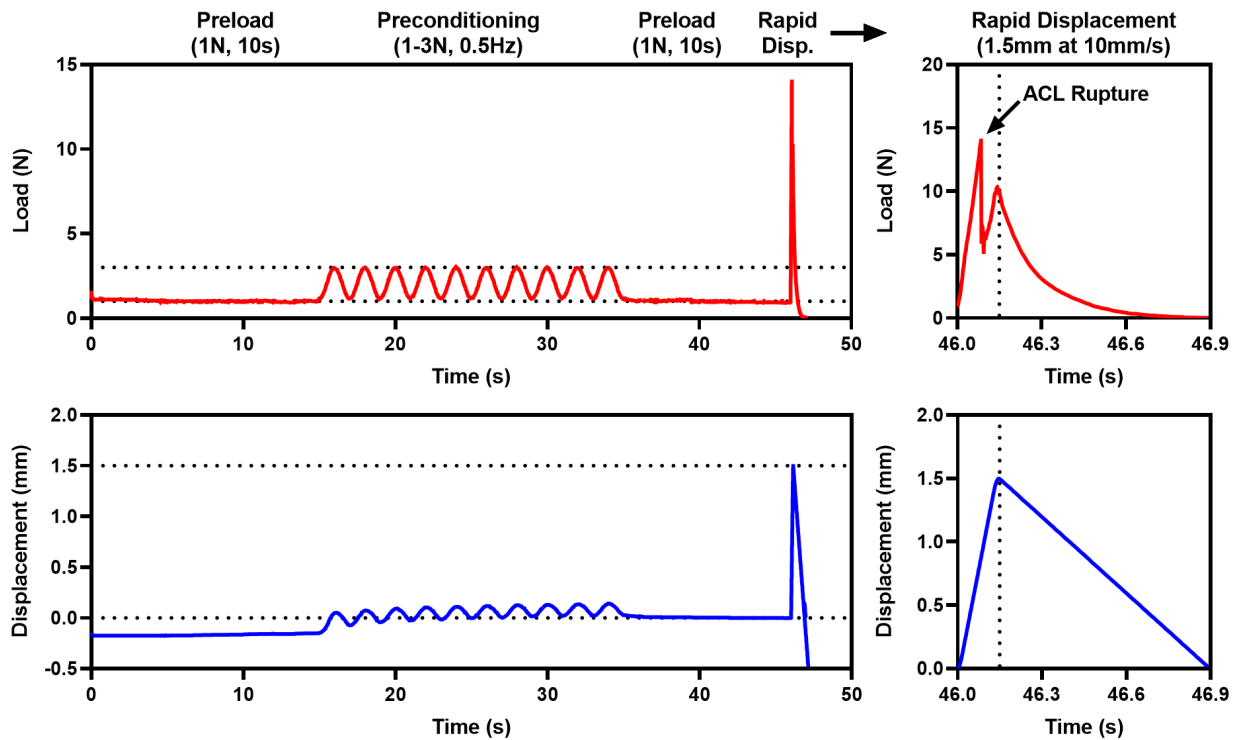 Preload
(1N, 10s)
Preconditioning
(1-3N, 0.5Hz)
Preload
(1N, 10s)
Rapid
Disp.
Rapid Displacement
(1.5mm at 10mm/s)
15
10
5
0
Load (N)
0
10
20
30
40
50
Time (s)
20
15
10
5
0
Load (N)
ACL Rupture
46.0
46.3
46.6
46.9
Time (s)
2.0
1.5
1.0
0.5
0.0
-0.5
Displacement (mm)
0
10
20
30
40
50
Time (s)
2.0
1.5
1.0
0.5
0.0
Displacement (mm)
46.0
46.3
46.6
46.9
Time (s)